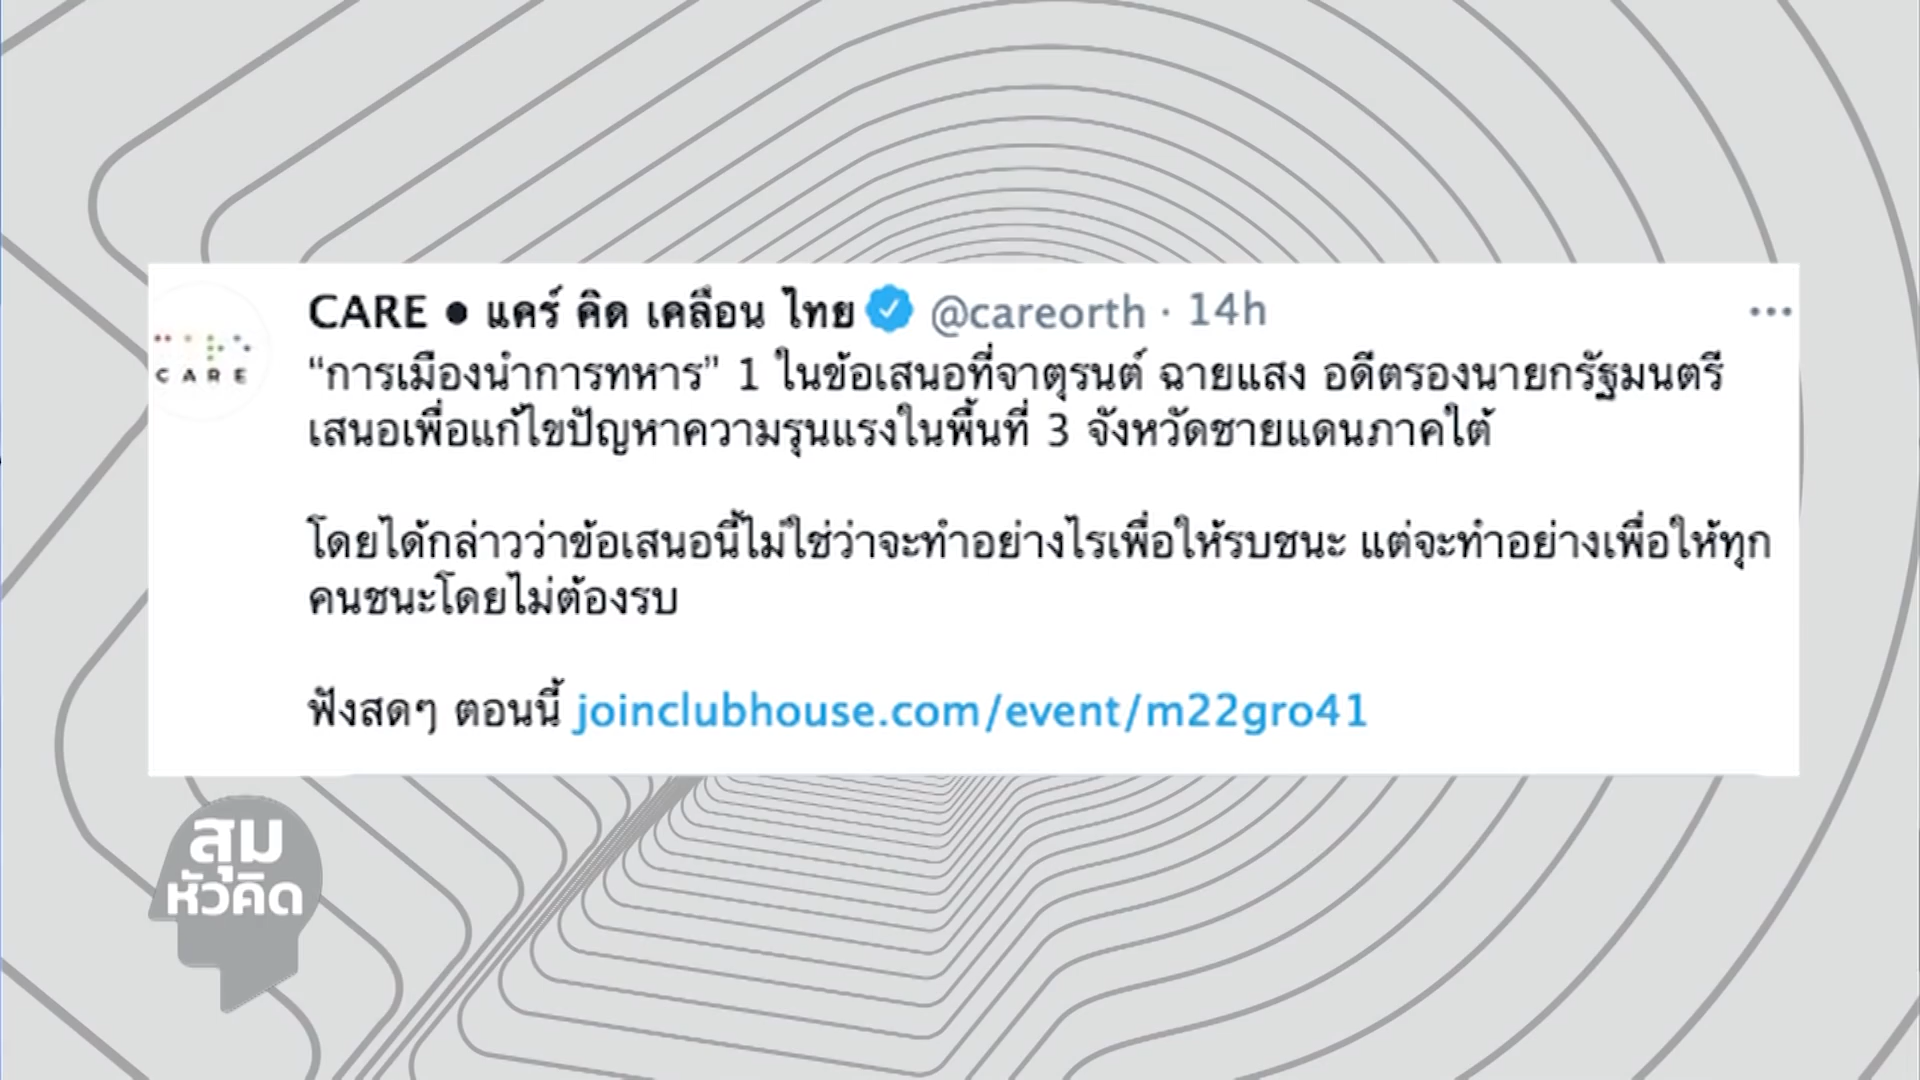 CARE ● แคร์ คิด เคลื่อน ไทย @careorth · 14h
CARE
“การเมืองนำการทหาร” 1 ในข้อเสนอที่จาตุรนต์ ฉายแสง อดีตรองนายกรัฐมนตรี
เสนอเพื่อแก้ไขปัญหาความรุนแรงในพื้นที่ 3 จังหวัดชายแดนภาคใต้
โดยได้กล่าวว่าข้อเสนอนี้ไม่ใช่ว่าจะทำอย่างไรเพื่อให้รบชนะ แต่จะทำอย่างเพื่อให้ทุก
คนชนะโดยไม่ต้องรบ
ฟังสดๆ ตอนนี้ joinclubhouse.com/event/m22gro41
สุม
หัวคิด